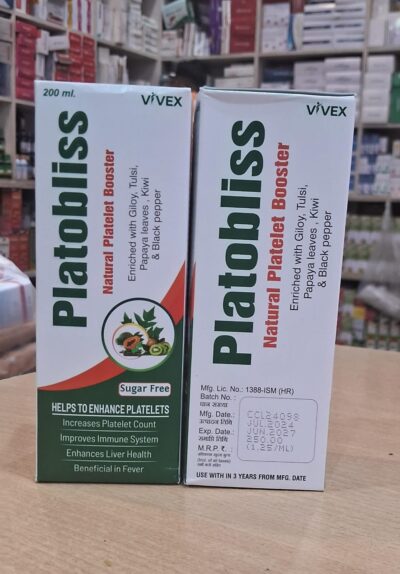 200 ml.
VIVEX
Platobliss
Natural Platelet Booster
Enriched with Giloy, Tulsi,
Papaya leaves , Kiwi
& Black pepper
Sugar Free
HELPS TO ENHANCE PLATELETS
Increases Platelet Count
Improves Immune System
Enhances Liver Health
Beneficial in Fever
VIVEX
Platobliss
Natural Platelet Booster
Enriched with Giloy, Tulsi,
Papaya leaves , Kiwi
& Black pepper
Mfg. Lic. No.: 1388-ISM (HR)
Batch No. :
CCL24098
Mfg. Date.:
JUL.2024
उत्पादन तिथि
Exp. Date.:
JUN.2027
समाप्ति तिथि
M.R.P. ₹. :
250.00
(1.25/ML)
USE WITH IN 3 YEARS FROM MFG. DATE